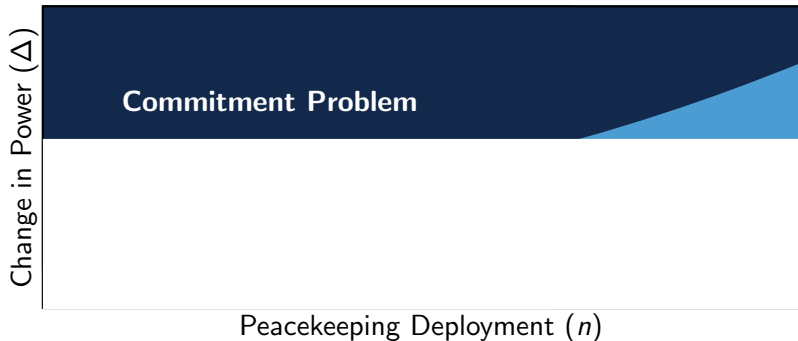 Change in Power (Δ)
Commitment Problem
Peacekeeping Deployment (n)